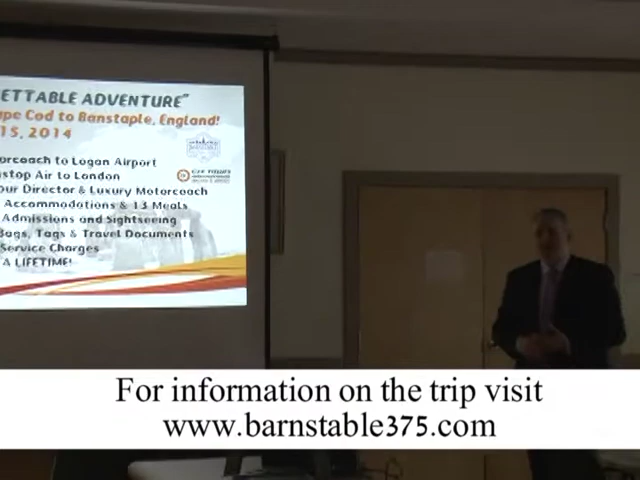 ETTABLE ADVENTURE"
ape Cod to Banstaple, England!
15, 2014
orcoach to Logan Airport
nstop Air to London
our Director & Luxury Motorcoach
Accommodations & 13 Meals
Admissions and Sightseeing
Bags, Tags & Travel Documents
Service Charges
A LIFETIME!
For information on the trip visit
www.barnstable375.com